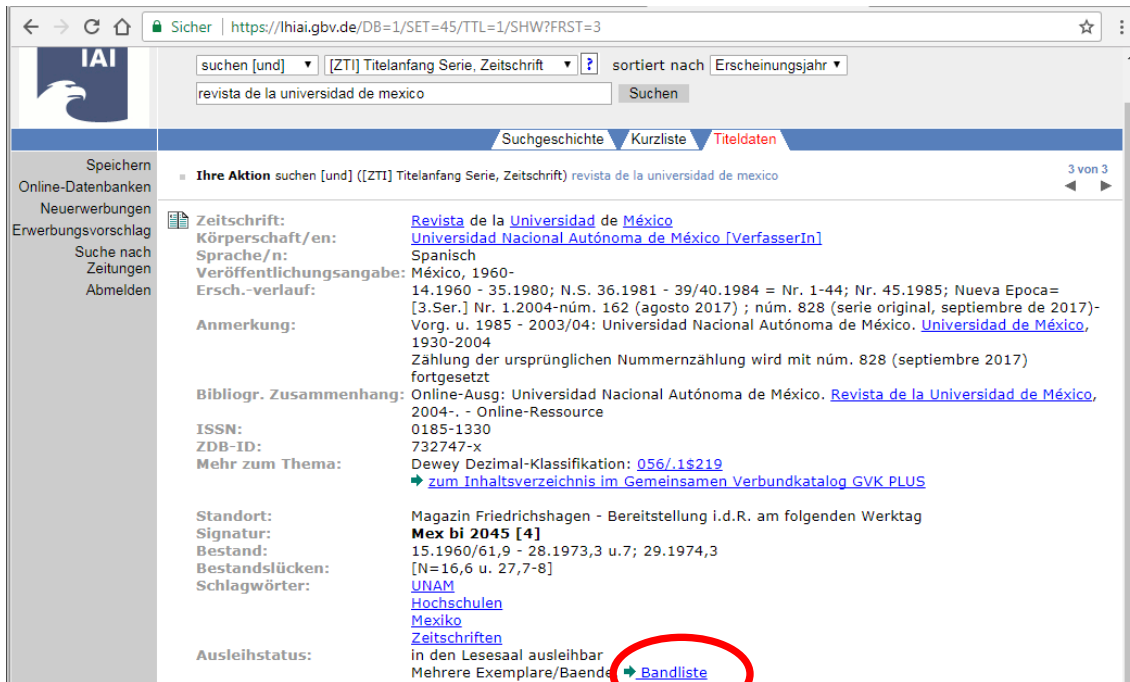 Sicher | https://lhiai.gbv.de/DB=1/SET=45/TTL=1/SHW?FRST=3
IAI
suchen [und] [ZTI] Titelanfang Serie, Zeitschrift ? sortiert nach Erscheinungsjahr
revista de la universidad de mexico Suchen
Suchgeschichte Kurzliste Titeldaten
Speichern
Online-Datenbanken
Neuerwerbungen
Erwerbungsvorschlag
Suche nach
Zeitungen
Abmelden
Ihre Aktion suchen [und] ([ZTI] Titelanfang Serie, Zeitschrift) revista de la universidad de mexico
3 von 3
Zeitschrift: Revista de la Universidad de México
Körperschaft/en: Universidad Nacional Autónoma de México [VerfasserIn]
Sprache/n: Spanisch
Veröffentlichungsangabe: México, 1960-
Ersch.-verlauf: 14.1960 - 35.1980; N.S. 36.1981 - 39/40.1984 = Nr. 1-44; Nr. 45.1985; Nueva Epoca=
[3.Ser.] Nr. 1.2004-núm. 162 (agosto 2017) ; núm. 828 (serie original, septiembre de 2017)-
Anmerkung: Vorg. u. 1985 - 2003/04: Universidad Nacional Autónoma de México. Universidad de México,
1930-2004
Zählung der ursprünglichen Nummernzählung wird mit núm. 828 (septiembre 2017)
fortgesetzt
Bibliogr. Zusammenhang: Online-Ausg: Universidad Nacional Autónoma de México. Revista de la Universidad de México,
2004-. - Online-Ressource
ISSN: 0185-1330
ZDB-ID: 732747-x
Mehr zum Thema: Dewey Dezimal-Klassifikation: 056/.1$219
zum Inhaltsverzeichnis im Gemeinsamen Verbundkatalog GVK PLUS
Standort: Magazin Friedrichshagen - Bereitstellung i.d.R. am folgenden Werktag
Signatur: Mex bi 2045 [4]
Bestand: 15.1960/61,9 - 28.1973,3 u.7; 29.1974,3
Bestandslücken: [N=16,6 u. 27,7-8]
Schlagwörter: UNAM
Hochschulen
Mexiko
Zeitschriften
Ausleihstatus: in den Lesesaal ausleihbar
Mehrere Exemplare/Baende Bandliste